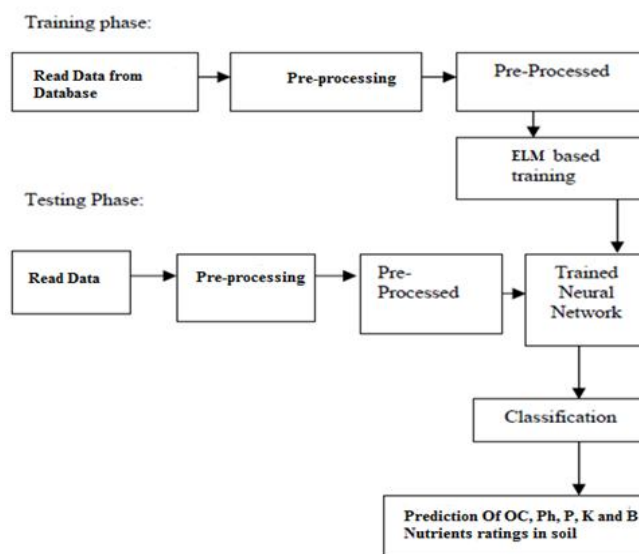 Training phase:
Read Data from
Database
Pre-processing
Pre-Processed
ELM based
training
Testing Phase:
Read Data
Pre-processing
Pre-
Processed
Trained
Neural
Network
Classification
Prediction Of OC, Ph, P, K and B
Nutrients ratings in soil